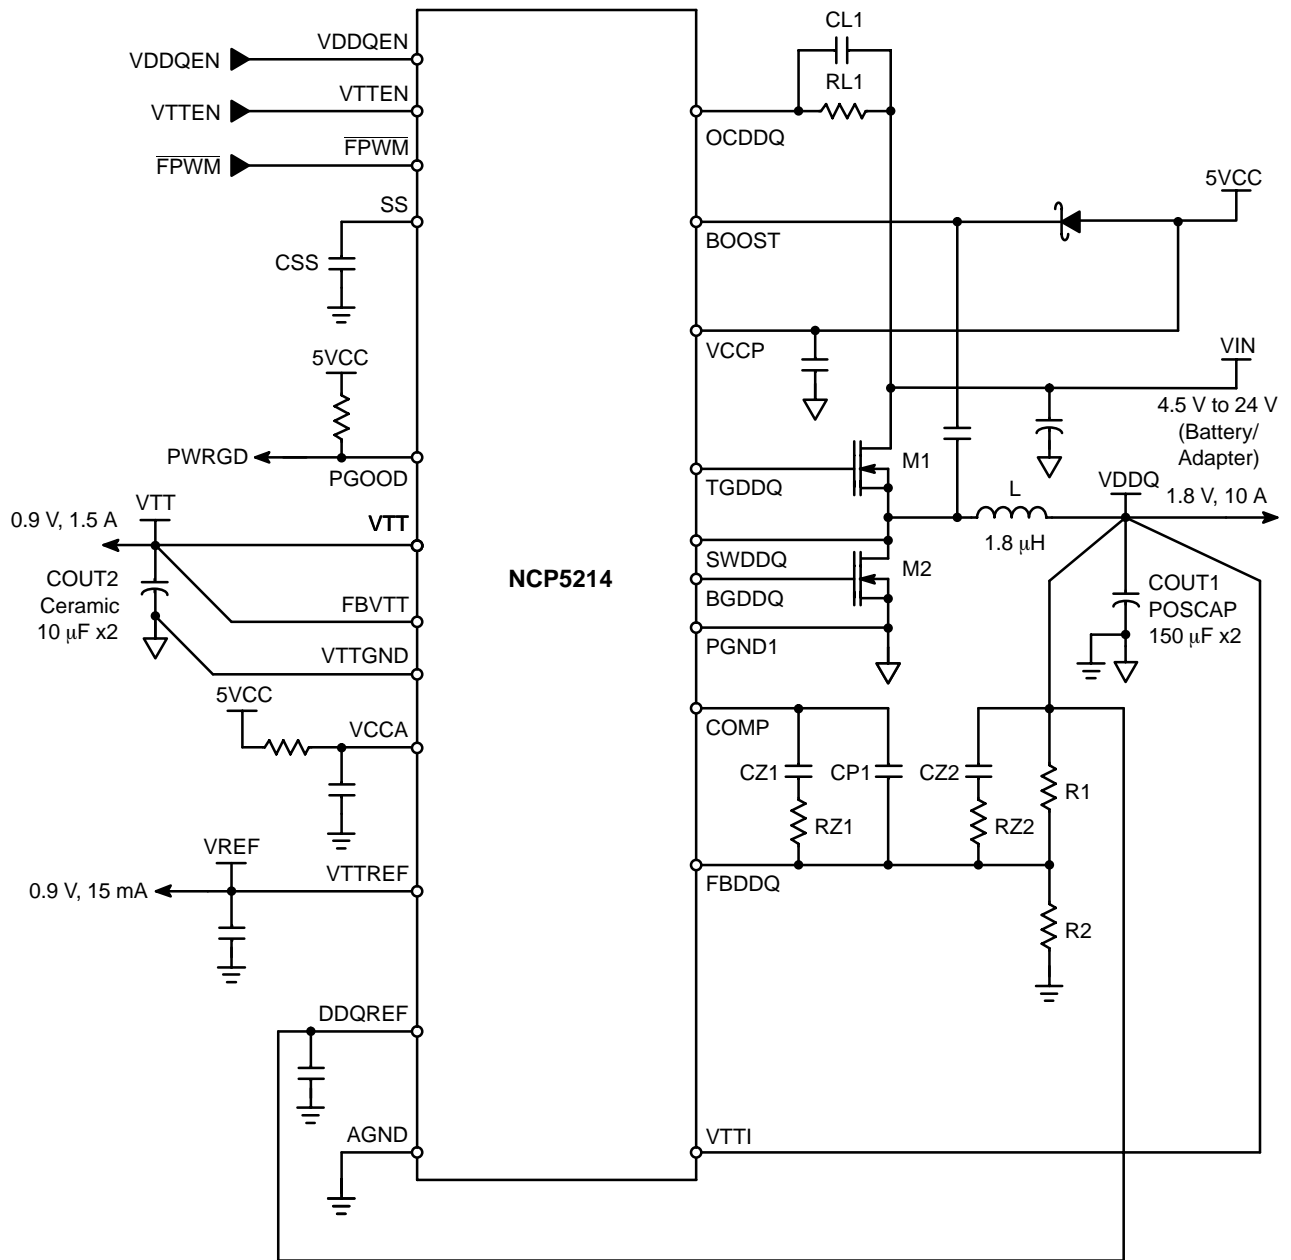 CL1
RL1
VDDQEN
VDDQEN
VTTEN
VTTEN
FPWM
FPWM
SS
CSS
5VCC
PWRGD
PGOOD
VTT
VTT
0.9 V, 1.5 A
COUT2
Ceramic
10 μF x2
FBVTT
VTTGND
5VCC
VCCA
VREF
VTTREF
0.9 V, 15 mA
DDQREF
AGND
NCP5214
OCDDQ
5VCC
BOOST
VCCP
VIN
4.5 V to 24 V
(Battery/
Adapter)
M1
TGDDQ
L
1.8 μH
VDDQ
1.8 V, 10 A
SWDDQ
M2
BGDDQ
PGND1
COUT1
POSCAP
150 μF x2
COMP
CZ1
CP1
CZ2
R1
RZ1
RZ2
FBDDQ
R2
VTTI